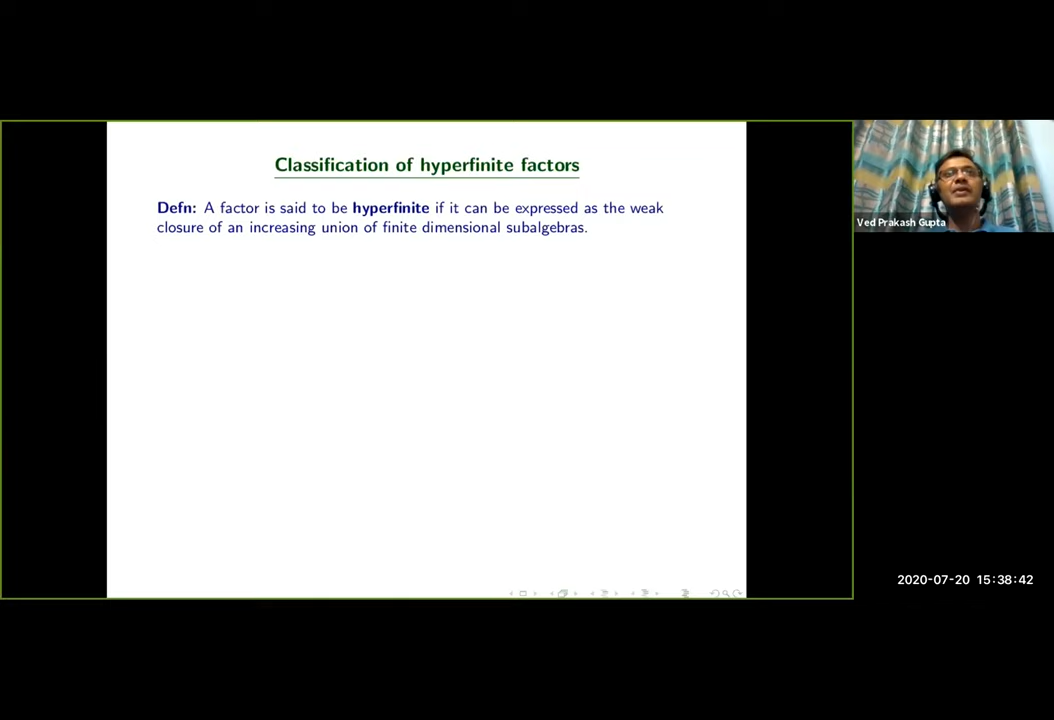 Classification of hyperfinite factors
Defn: A factor is said to be hyperfinite if it can be expressed as the weak
closure of an increasing union of finite dimensional subalgebras.
Ved Prakash Gupta
2020-07-20 15:38:42